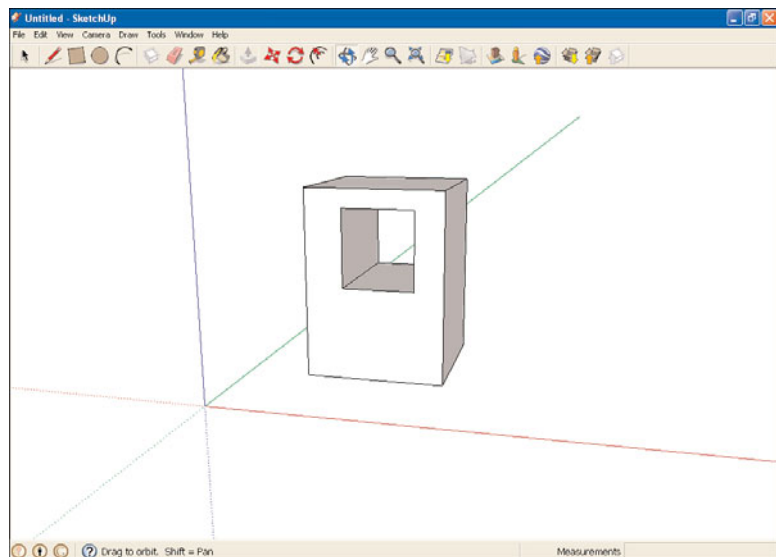 Untitled - SketchUp
File Edit View Camera Draw Tools Window Help
Drag to orbit. Shift = Pan
Measurements